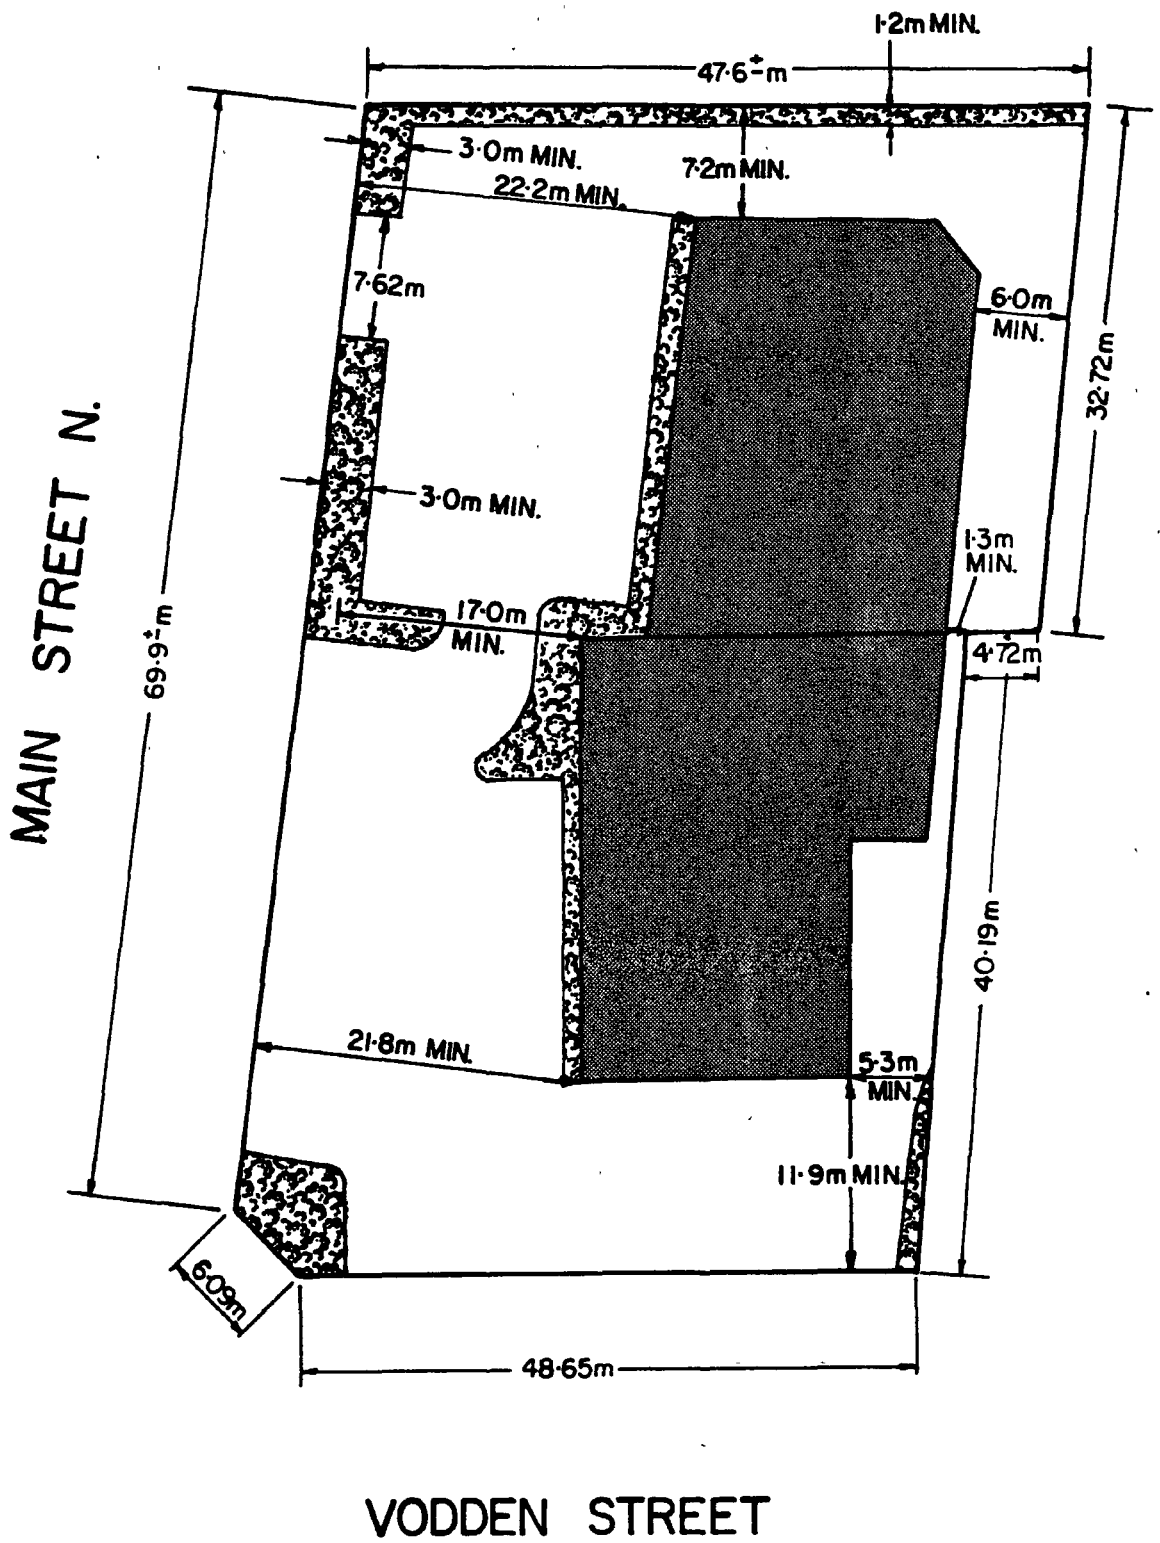 1·2m MIN.
47·6±m
3·0m MIN.
7·2m MIN.
22·2m MIN.
7·62m
6·0m
MIN.
32·72m
MAIN STREET N.
3·0m MIN.
1·3m
MIN.
17·0m
MIN.
4·72m
69·9±m
40·19m
21·8m MIN.
5·3m
MIN.
11·9m MIN.
6·09m
48·65m
VODDEN STREET